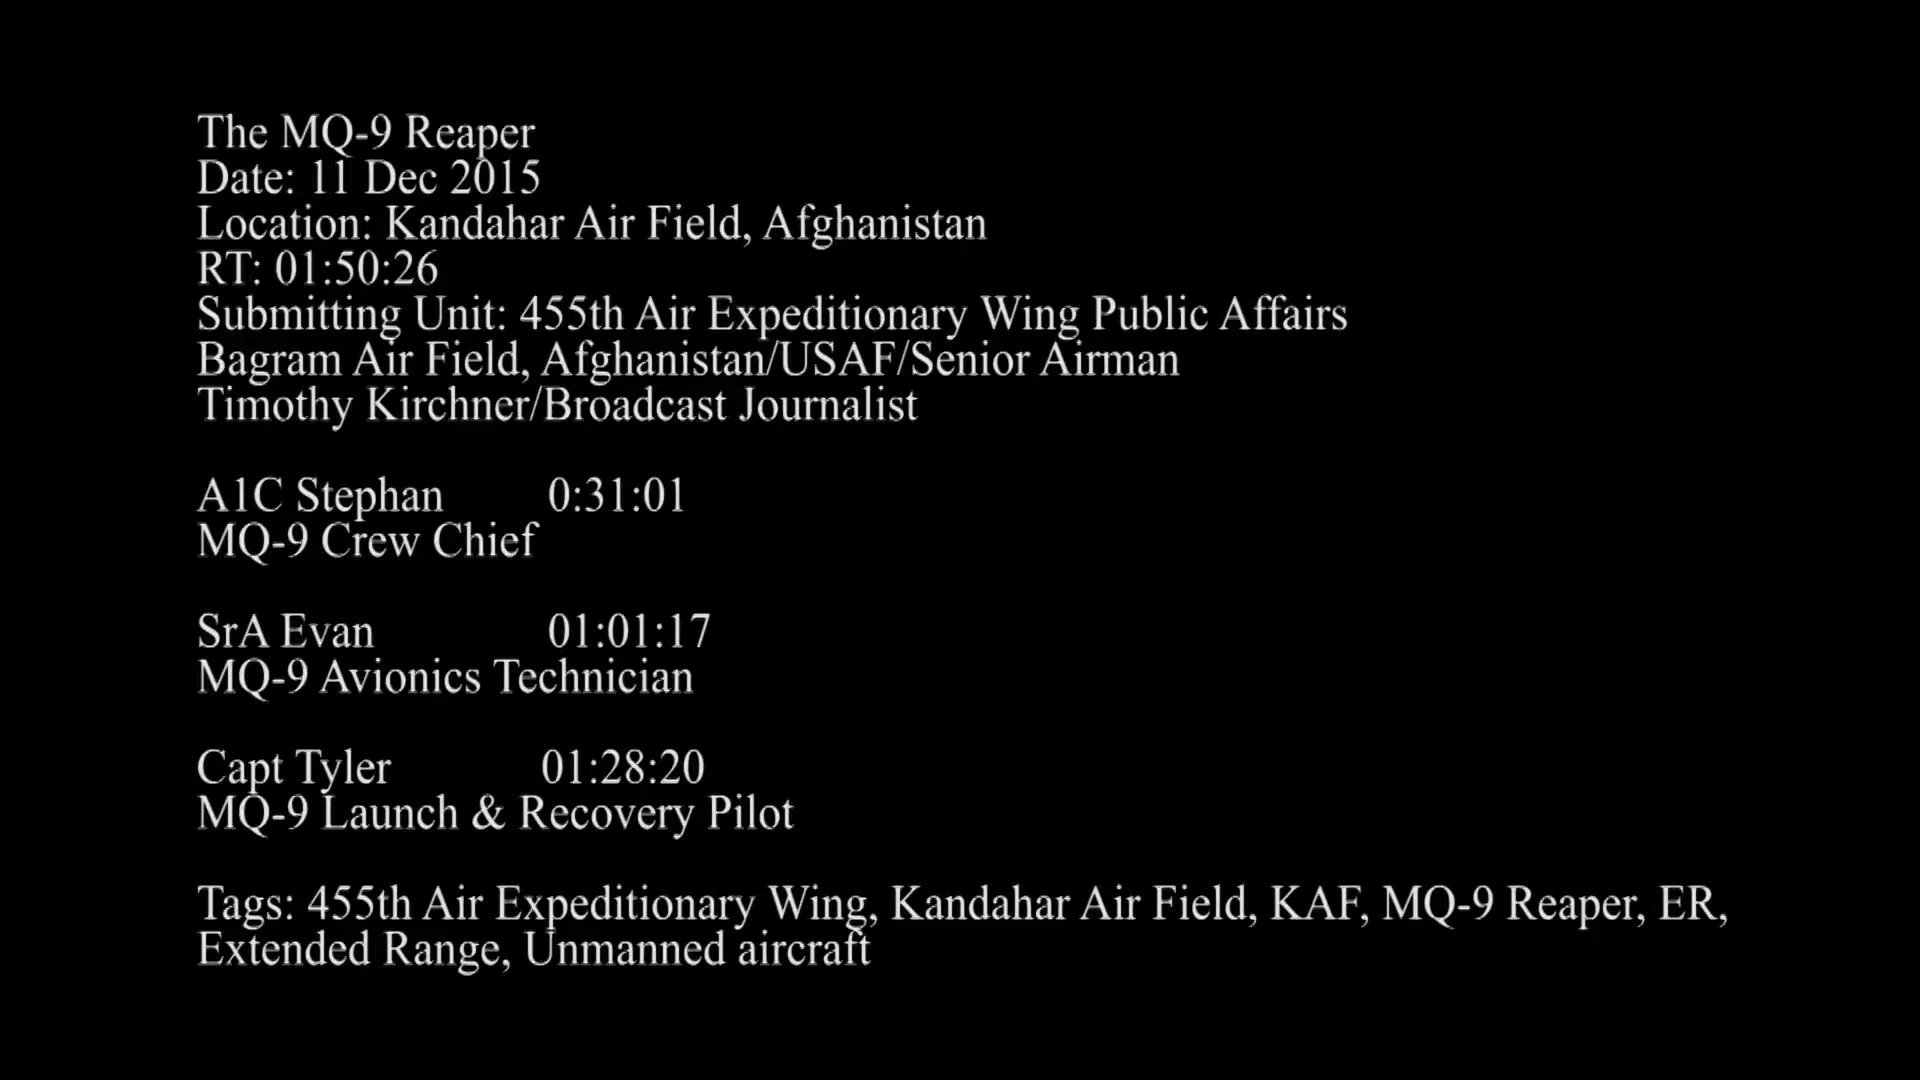 The MQ-9 Reaper
Date: 11 Dec 2015
Location: Kandahar Air Field, Afghanistan
RT: 01:50:26
Submitting Unit: 455th Air Expeditionary Wing Public Affairs
Bagram Air Field, Afghanistan/USAF/Senior Airman
Timothy Kirchner/Broadcast Journalist
A1C Stephan 0:31:01
MQ-9 Crew Chief
SrA Evan 01:01:17
MQ-9 Avionics Technician
Capt Tyler 01:28:20
MQ-9 Launch & Recovery Pilot
Tags: 455th Air Expeditionary Wing, Kandahar Air Field, KAF, MQ-9 Reaper, ER,
Extended Range, Unmanned aircraft